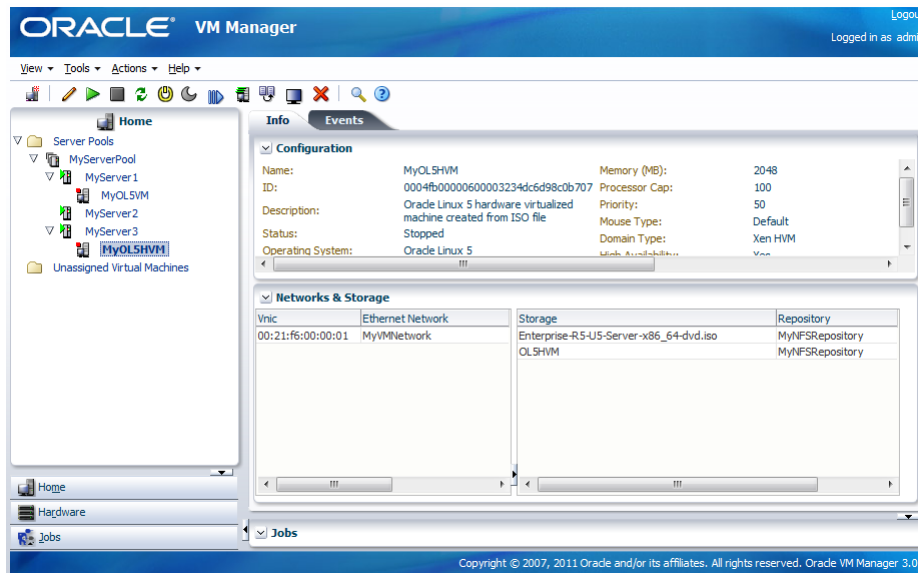 ORACLE® VM Manager
Logou
Logged in as admi
View Tools Actions Help
Home
Server Pools
MyServerPool
MyServer1
MyOL5VM
MyServer2
MyServer3
MyOL5HVM
Unassigned Virtual Machines
Home
Hardware
Jobs
Info Events
Configuration
Name: MyOL5HVM
ID: 0004fb00000600003234dc6d98c0b707
Description: Oracle Linux 5 hardware virtualized
machine created from ISO file
Status: Stopped
Operating System: Oracle Linux 5
Memory (MB): 2048
Processor Cap: 100
Priority: 50
Mouse Type: Default
Domain Type: Xen HVM
High Availability: Yes
Networks & Storage
Vnic Ethernet Network
00:21:f6:00:00:01 MyVMNetwork
Storage Repository
Enterprise-R5-U5-Server-x86_64-dvd.iso MyNFSRepository
OL5HVM MyNFSRepository
Jobs
Copyright © 2007, 2011 Oracle and/or its affiliates. All rights reserved. Oracle VM Manager 3.0